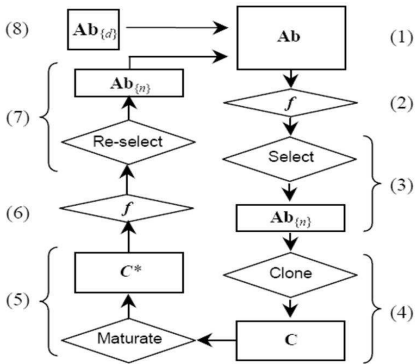 (8) Ab{d} Ab (1)
Ab{n} f (2)
(7) Re-select Select
(3)
(6) f Ab{n}
C* Clone
(5) (4)
Maturate C